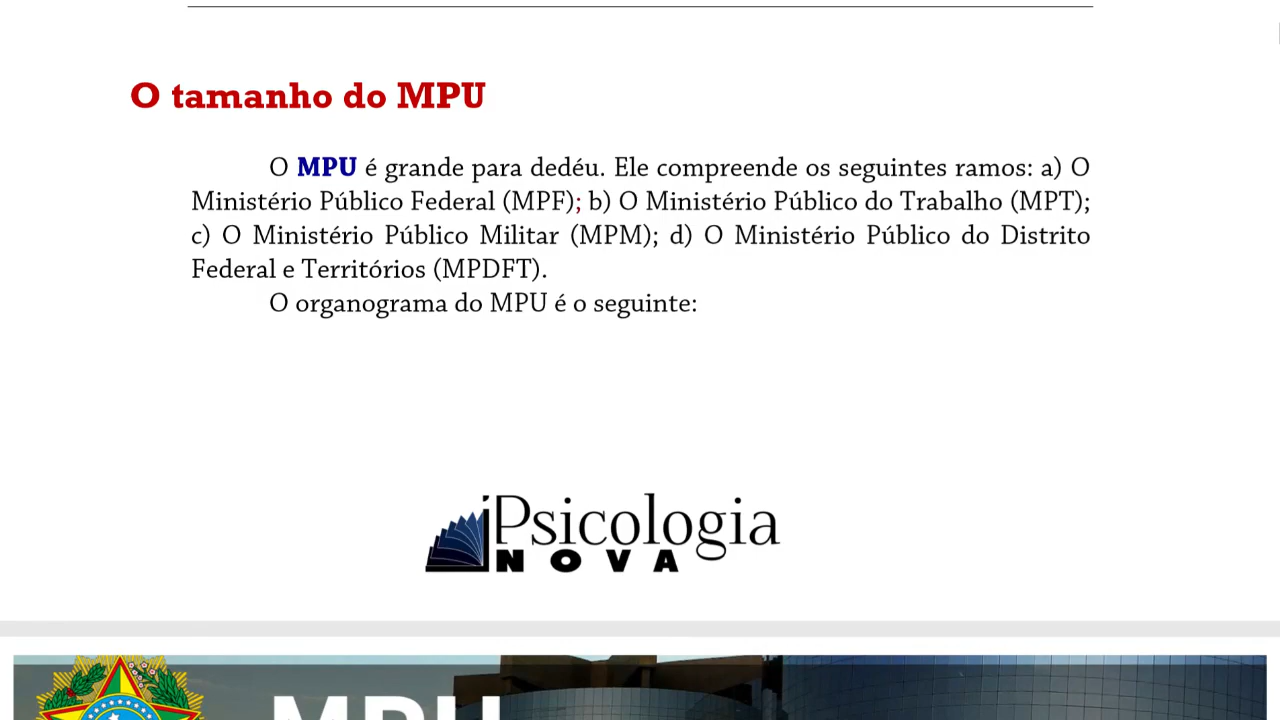 O tamanho do MPU
O MPU é grande para dedéu. Ele compreende os seguintes ramos: a) O
Ministério Público Federal (MPF); b) O Ministério Público do Trabalho (MPT);
c) O Ministério Público Militar (MPM); d) O Ministério Público do Distrito
Federal e Territórios (MPDFT).
O organograma do MPU é o seguinte:
Psicologia
NOVA
MPU